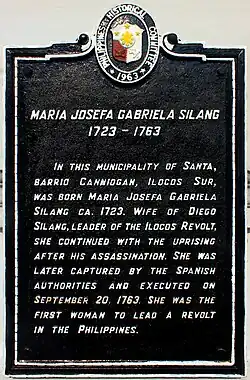 PHILIPPINES HISTORICAL COMMITTEE
1963
MARIA JOSEFA GABRIELA SILANG
1723 – 1763
IN THIS MUNICIPALITY OF SANTA,
BARRIO CANNIOGAN, ILOCOS SUR,
WAS BORN MARIA JOSEFA GABRIELA
SILANG CA. 1723. WIFE OF DIEGO
SILANG, LEADER OF THE ILOCOS REVOLT,
SHE CONTINUED WITH THE UPRISING
AFTER HIS ASSASSINATION. SHE WAS
LATER CAPTURED BY THE SPANISH
AUTHORITIES AND EXECUTED ON
SEPTEMBER 20, 1763. SHE WAS THE
FIRST WOMAN TO LEAD A REVOLT
IN THE PHILIPPINES.